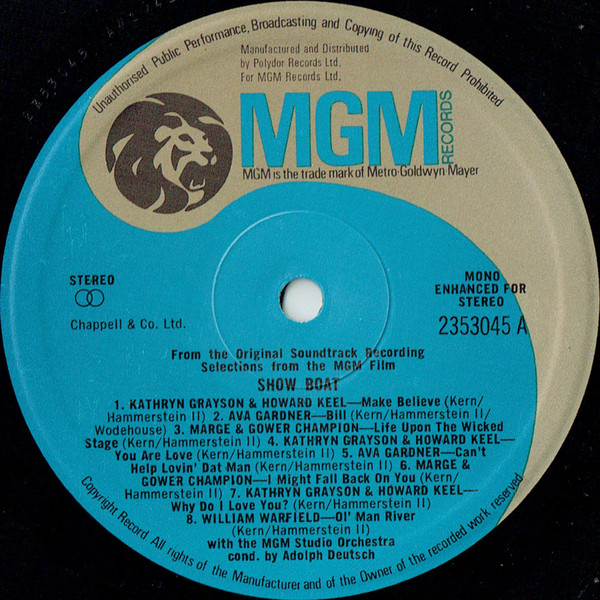 Unauthorised Public Performance, Broadcasting and Copying of this Record Prohibited
Manufactured and Distributed
by Polydor Records Ltd.
For MGM Records Ltd.
MGM RECORDS
MGM is the trade mark of Metro-Goldwyn-Mayer
STEREO
Chappell & Co. Ltd.
MONO
ENHANCED FOR
STEREO
2353045 A
From the Original Soundtrack Recording
Selections from the MGM Film
SHOW BOAT
1. KATHRYN GRAYSON & HOWARD KEEL—Make Believe (Kern/
Hammerstein II) 2. AVA GARDNER—Bill (Kern/Hammerstein II/
Wodehouse) 3. MARGE & GOWER CHAMPION—Life Upon The Wicked
Stage (Kern/Hammerstein II) 4. KATHRYN GRAYSON & HOWARD KEEL—
You Are Love (Kern/Hammerstein II) 5. AVA GARDNER—Can't
Help Lovin' Dat Man (Kern/Hammerstein II) 6. MARGE &
GOWER CHAMPION—I Might Fall Back On You (Kern/
Hammerstein II) 7. KATHRYN GRAYSON & HOWARD KEEL—
Why Do I Love You? (Kern/Hammerstein II)
8. WILLIAM WARFIELD—Ol' Man River
(Kern/Hammerstein II)
with the MGM Studio Orchestra
cond. by Adolph Deutsch
Copyright Record All rights of the Manufacturer and of the Owner of the recorded work reserved